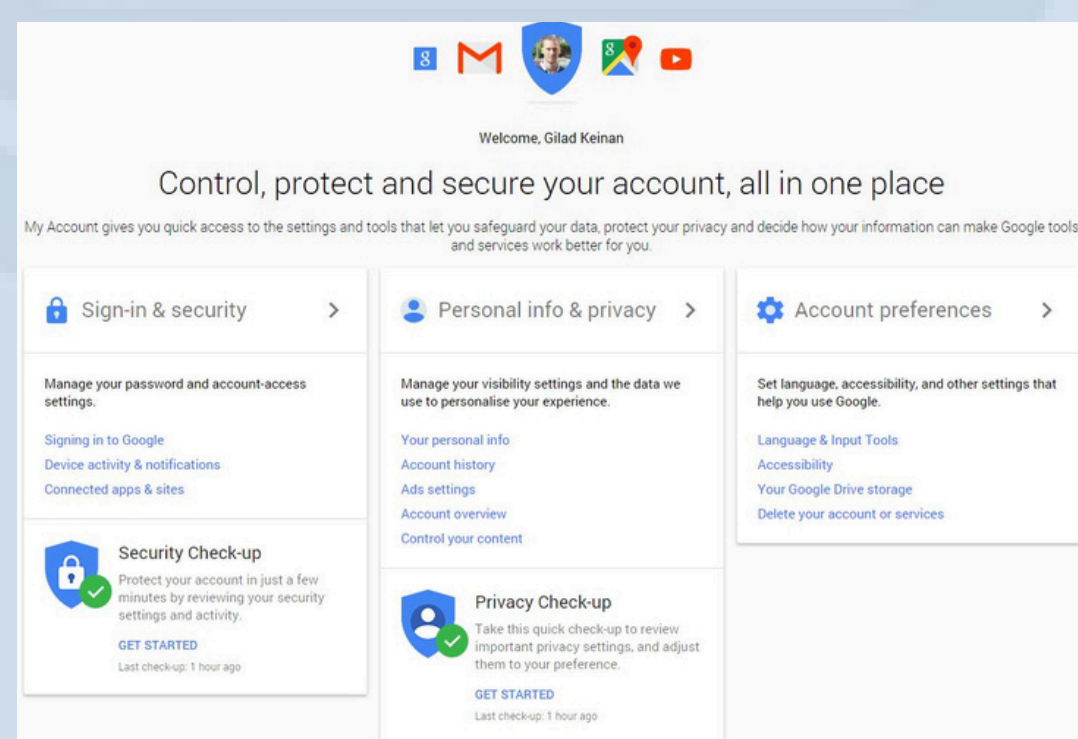 8
8
Welcome, Gilad Keinan
Control, protect and secure your account, all in one place
My Account gives you quick access to the settings and tools that let you safeguard your data, protect your privacy and decide how your information can make Google tools
and services work better for you.
Sign-in & security
Manage your password and account-access
settings.
Signing in to Google
Device activity & notifications
Connected apps & sites
Security Check-up
Protect your account in just a few
minutes by reviewing your security
settings and activity.
GET STARTED
Last check-up: 1 hour ago
Personal info & privacy
Manage your visibility settings and the data we
use to personalise your experience.
Your personal info
Account history
Ads settings
Account overview
Control your content
Privacy Check-up
Take this quick check-up to review
important privacy settings, and adjust
them to your preference.
GET STARTED
Last check-up: 1 hour ago
Account preferences
Set language, accessibility, and other settings that
help you use Google.
Language & Input Tools
Accessibility
Your Google Drive storage
Delete your account or services